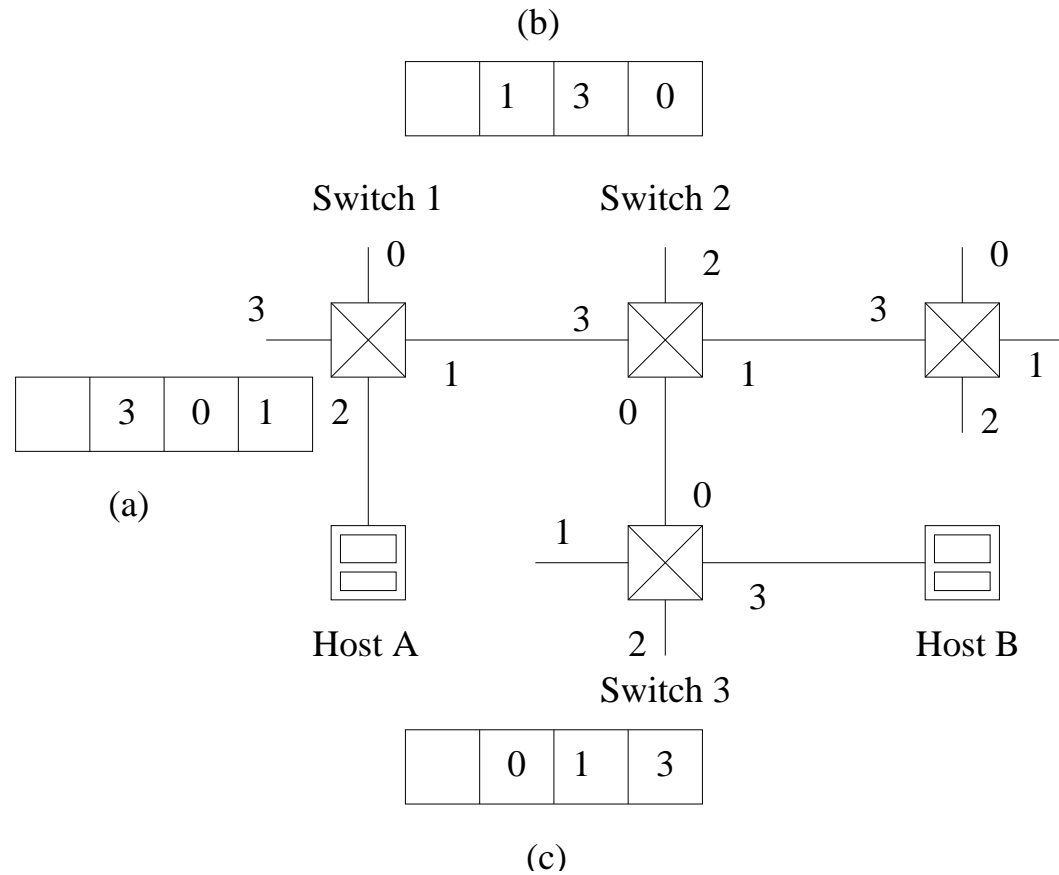 (b)
1 3 0
Switch 1 Switch 2
0 2 0
3 3 3
1 1 1
3 0 1 2 0 2
(a) 0
1
3
Host A 2 Host B
Switch 3
0 1 3
(c)